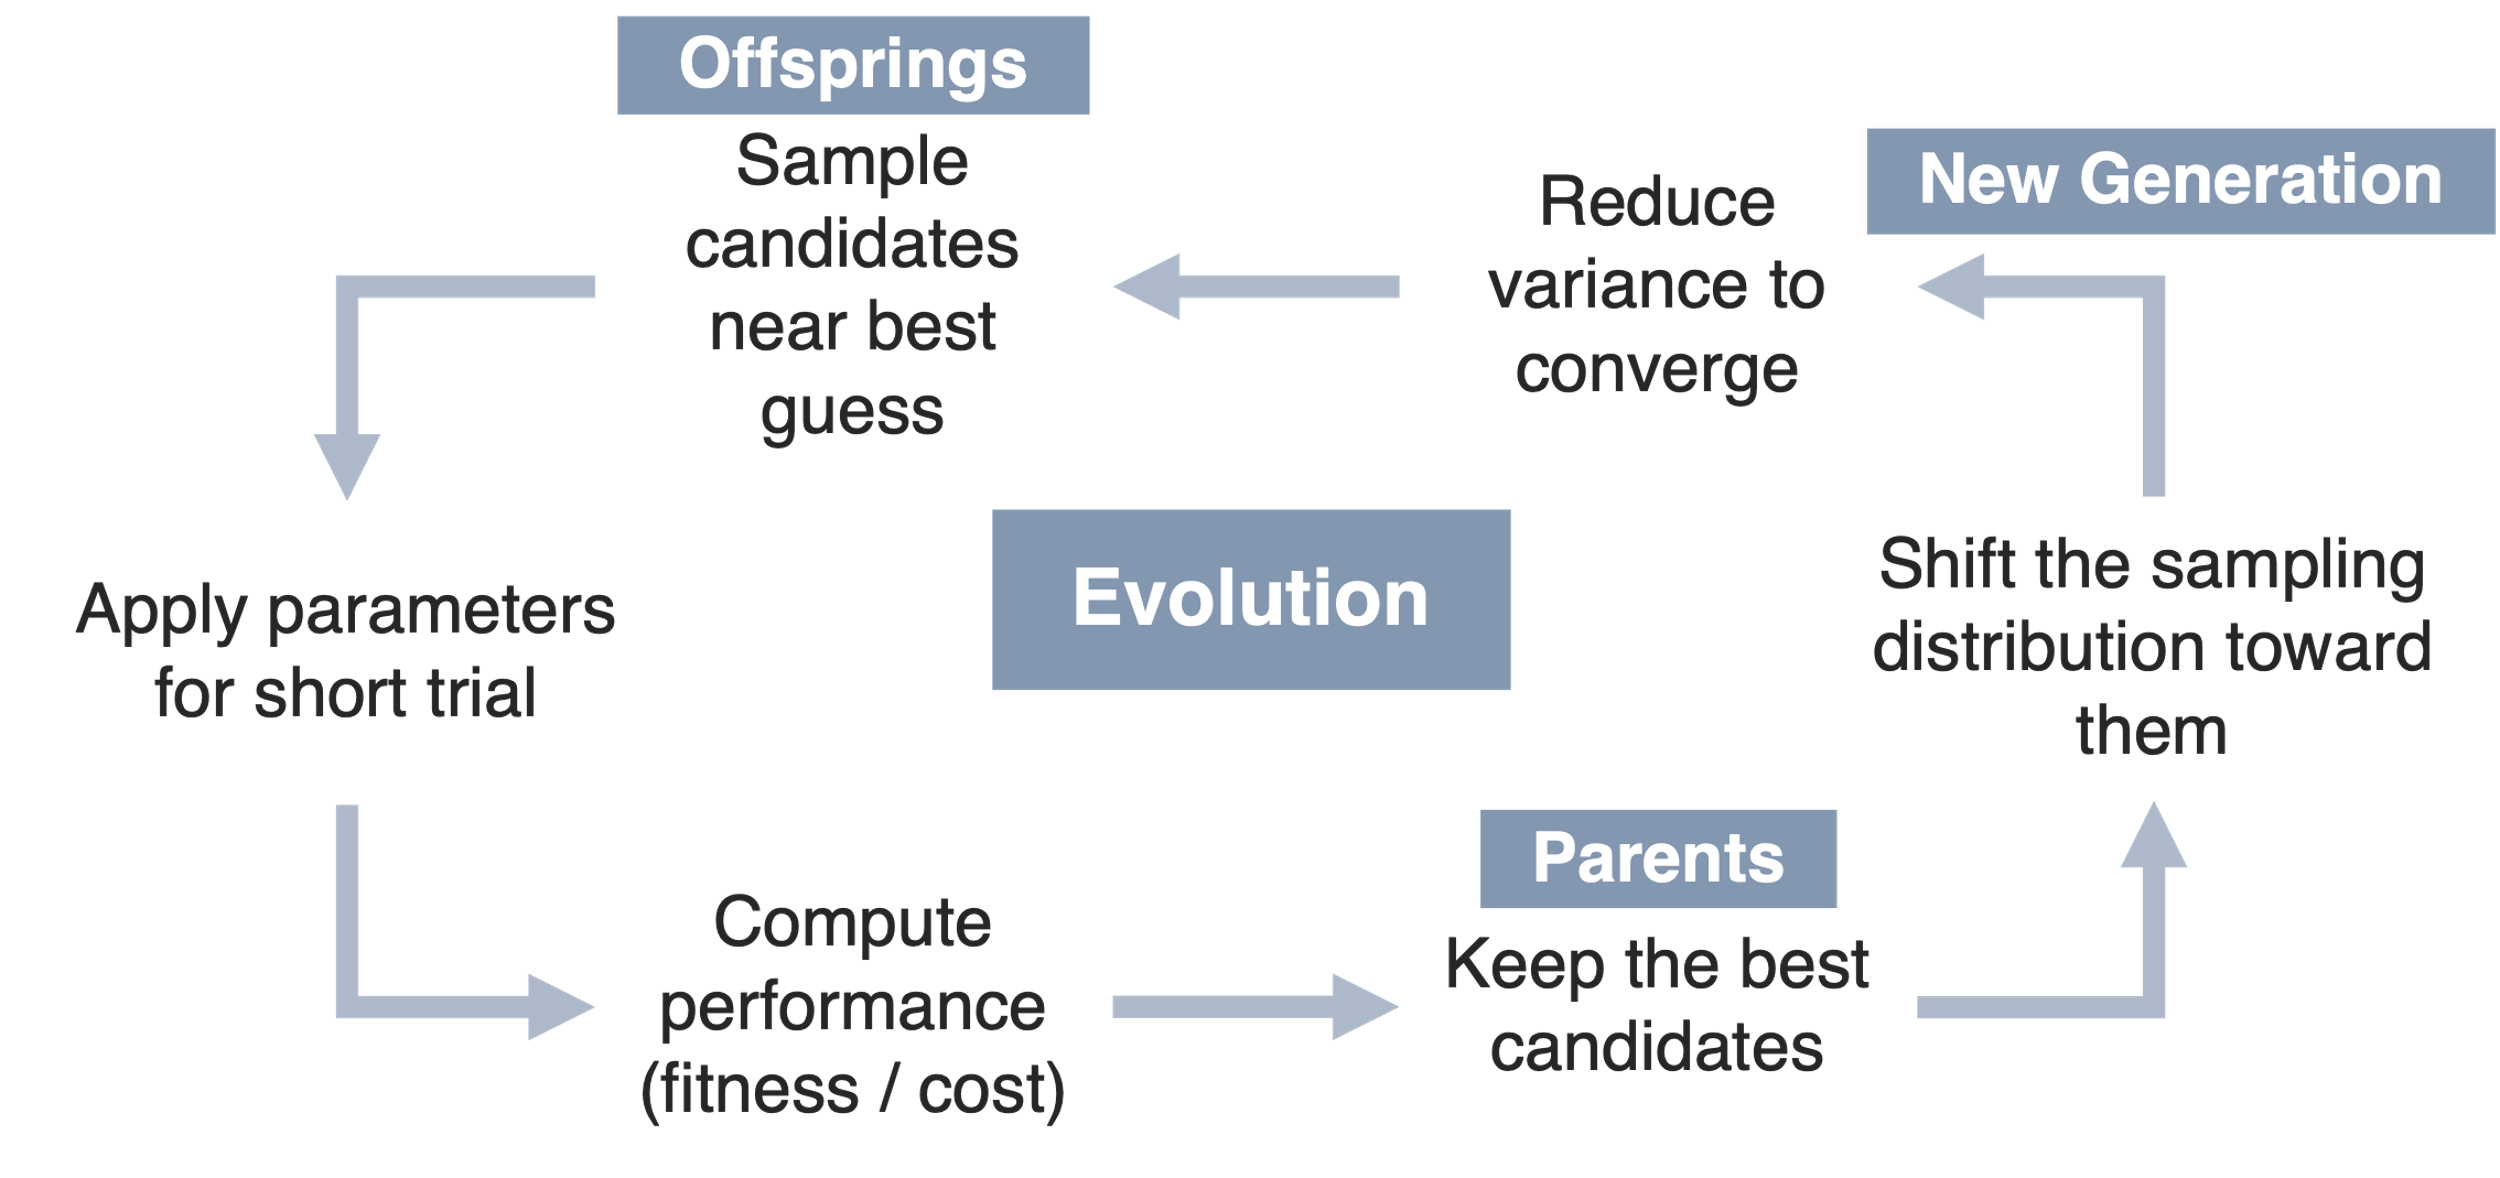 Offsprings
Sample
candidates
near best
guess
New Generation
Reduce
variance to
converge
Evolution
Apply parameters
for short trial
Shift the sampling
distribution toward
them
Parents
Keep the best
candidates
Compute
performance
(fitness / cost)